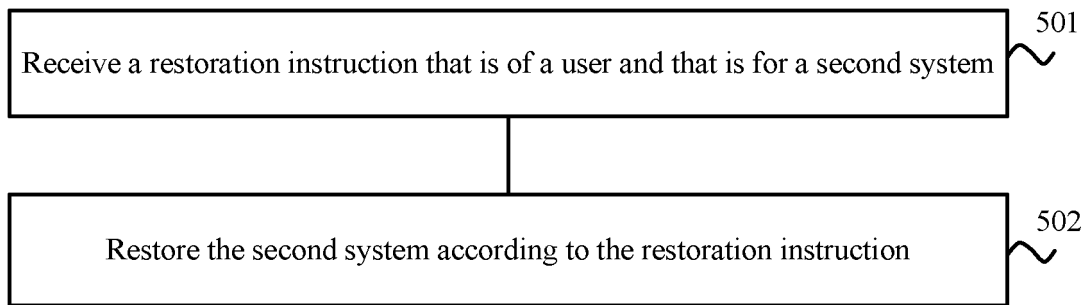 501
Receive a restoration instruction that is of a user and that is for a second system
502
Restore the second system according to the restoration instruction